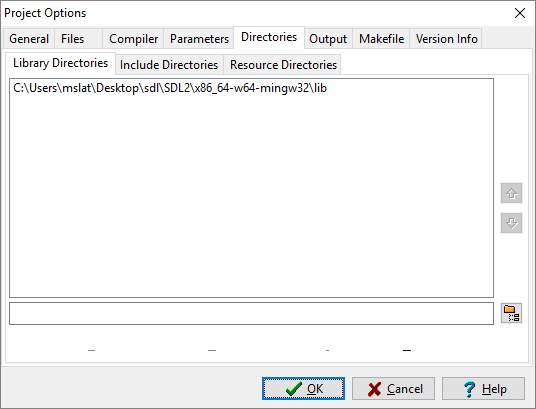 Project Options
General Files Compiler Parameters Directories Output Makefile Version Info
Library Directories Include Directories Resource Directories
C:\Users\mslat\Desktop\sdl\SDL2\x86_64-w64-mingw32\lib
OK Cancel Help